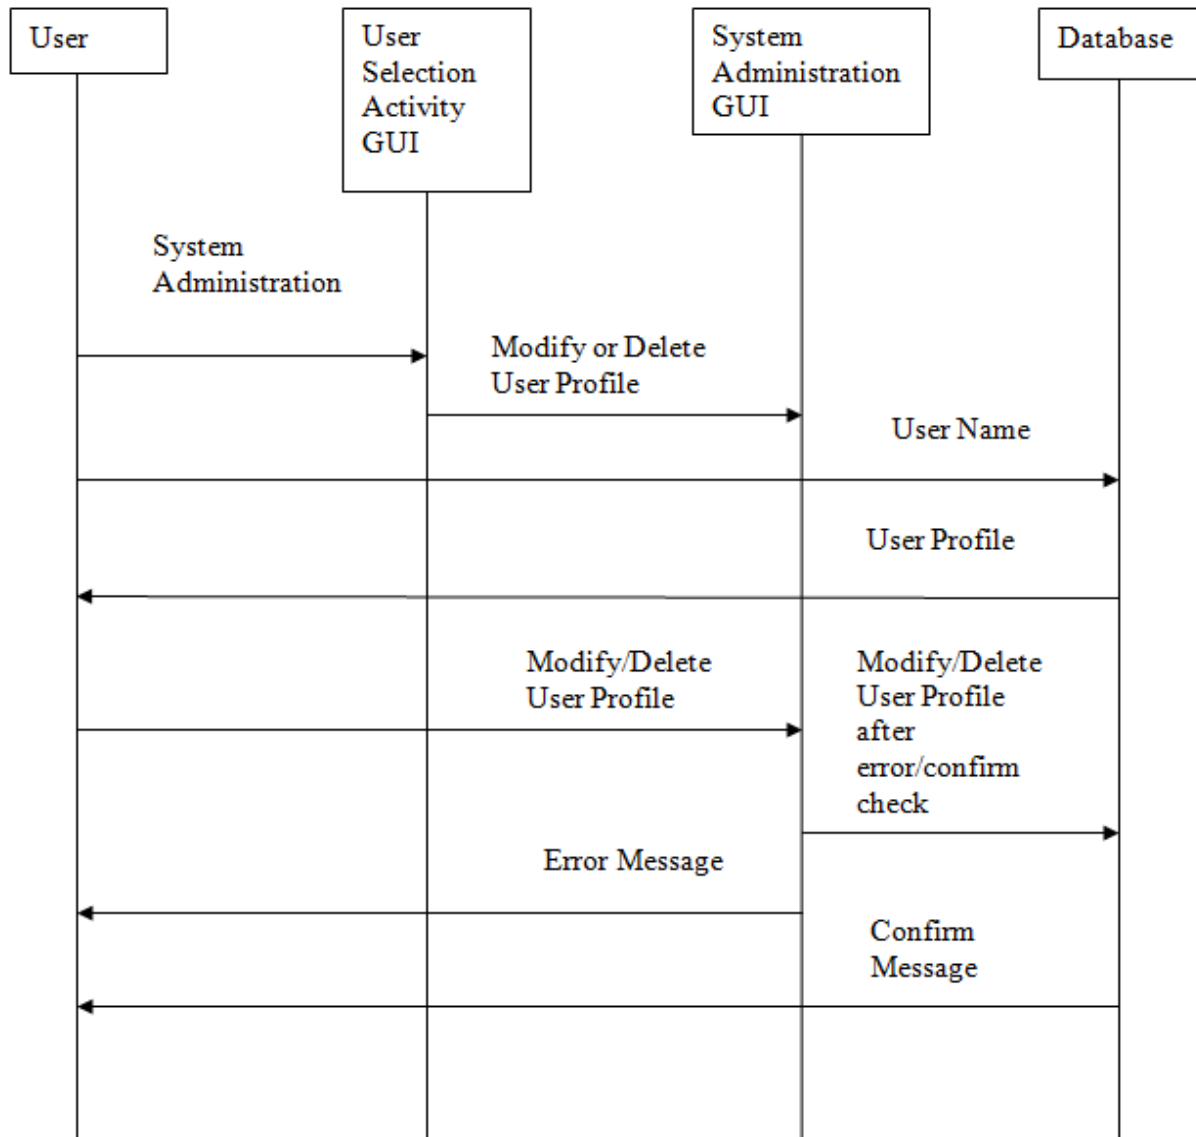 User
User
Selection
Activity
GUI
System
Administration
GUI
Database
System
Administration
Modify or Delete
User Profile
User Name
User Profile
Modify/Delete
User Profile
Modify/Delete
User Profile
after
error/confirm
check
Error Message
Confirm
Message